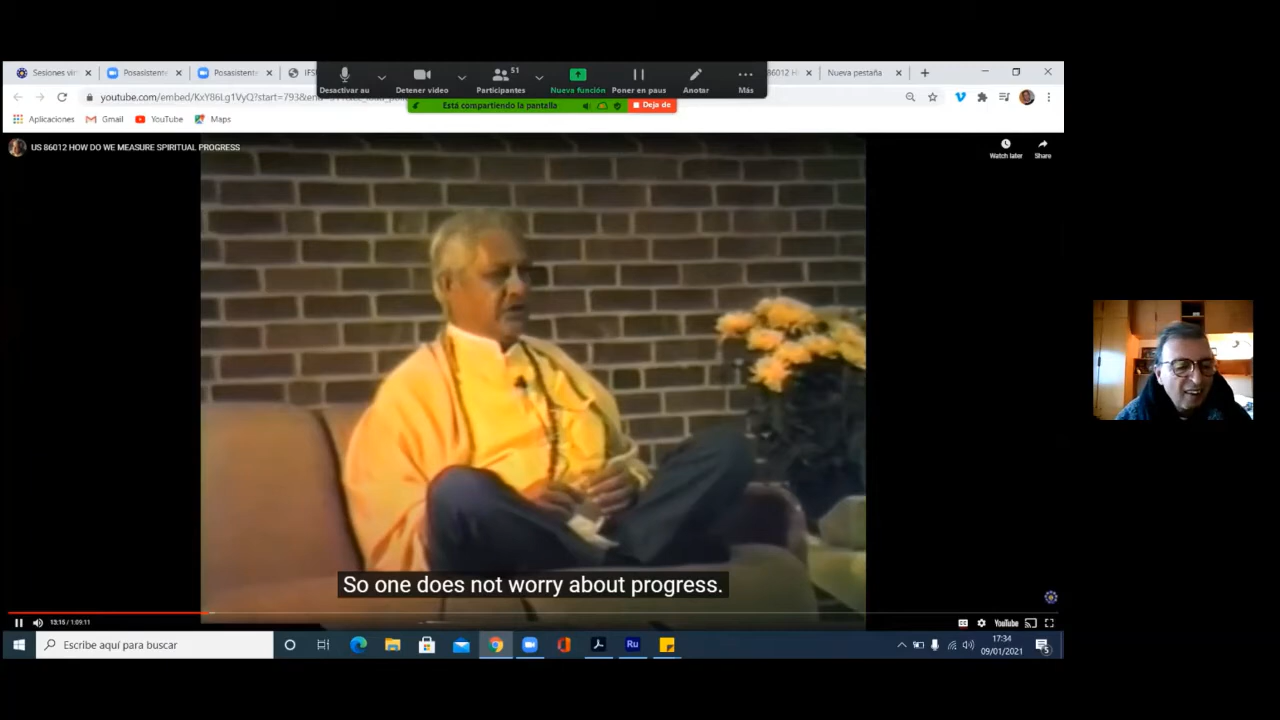 Sesiones vir
Posasistente
Posasistente
IFS
Desactivar au
Detener video
51
Participantes
Nueva función
Poner en paus
Anotar
Más
Nueva pestaña
youtube.com/embed/KxY86Lg1VyQ?start=793&
Está compartiendo la pantalla
Deja de
Aplicaciones
Gmail
YouTube
Maps
US 86012 HOW DO WE MEASURE SPIRITUAL PROGRESS
Watch later
Share
So one does not worry about progress.
13:15 / 1:09:11
YouTube
Escribe aquí para buscar
Ru
17:34
09/01/2021
5